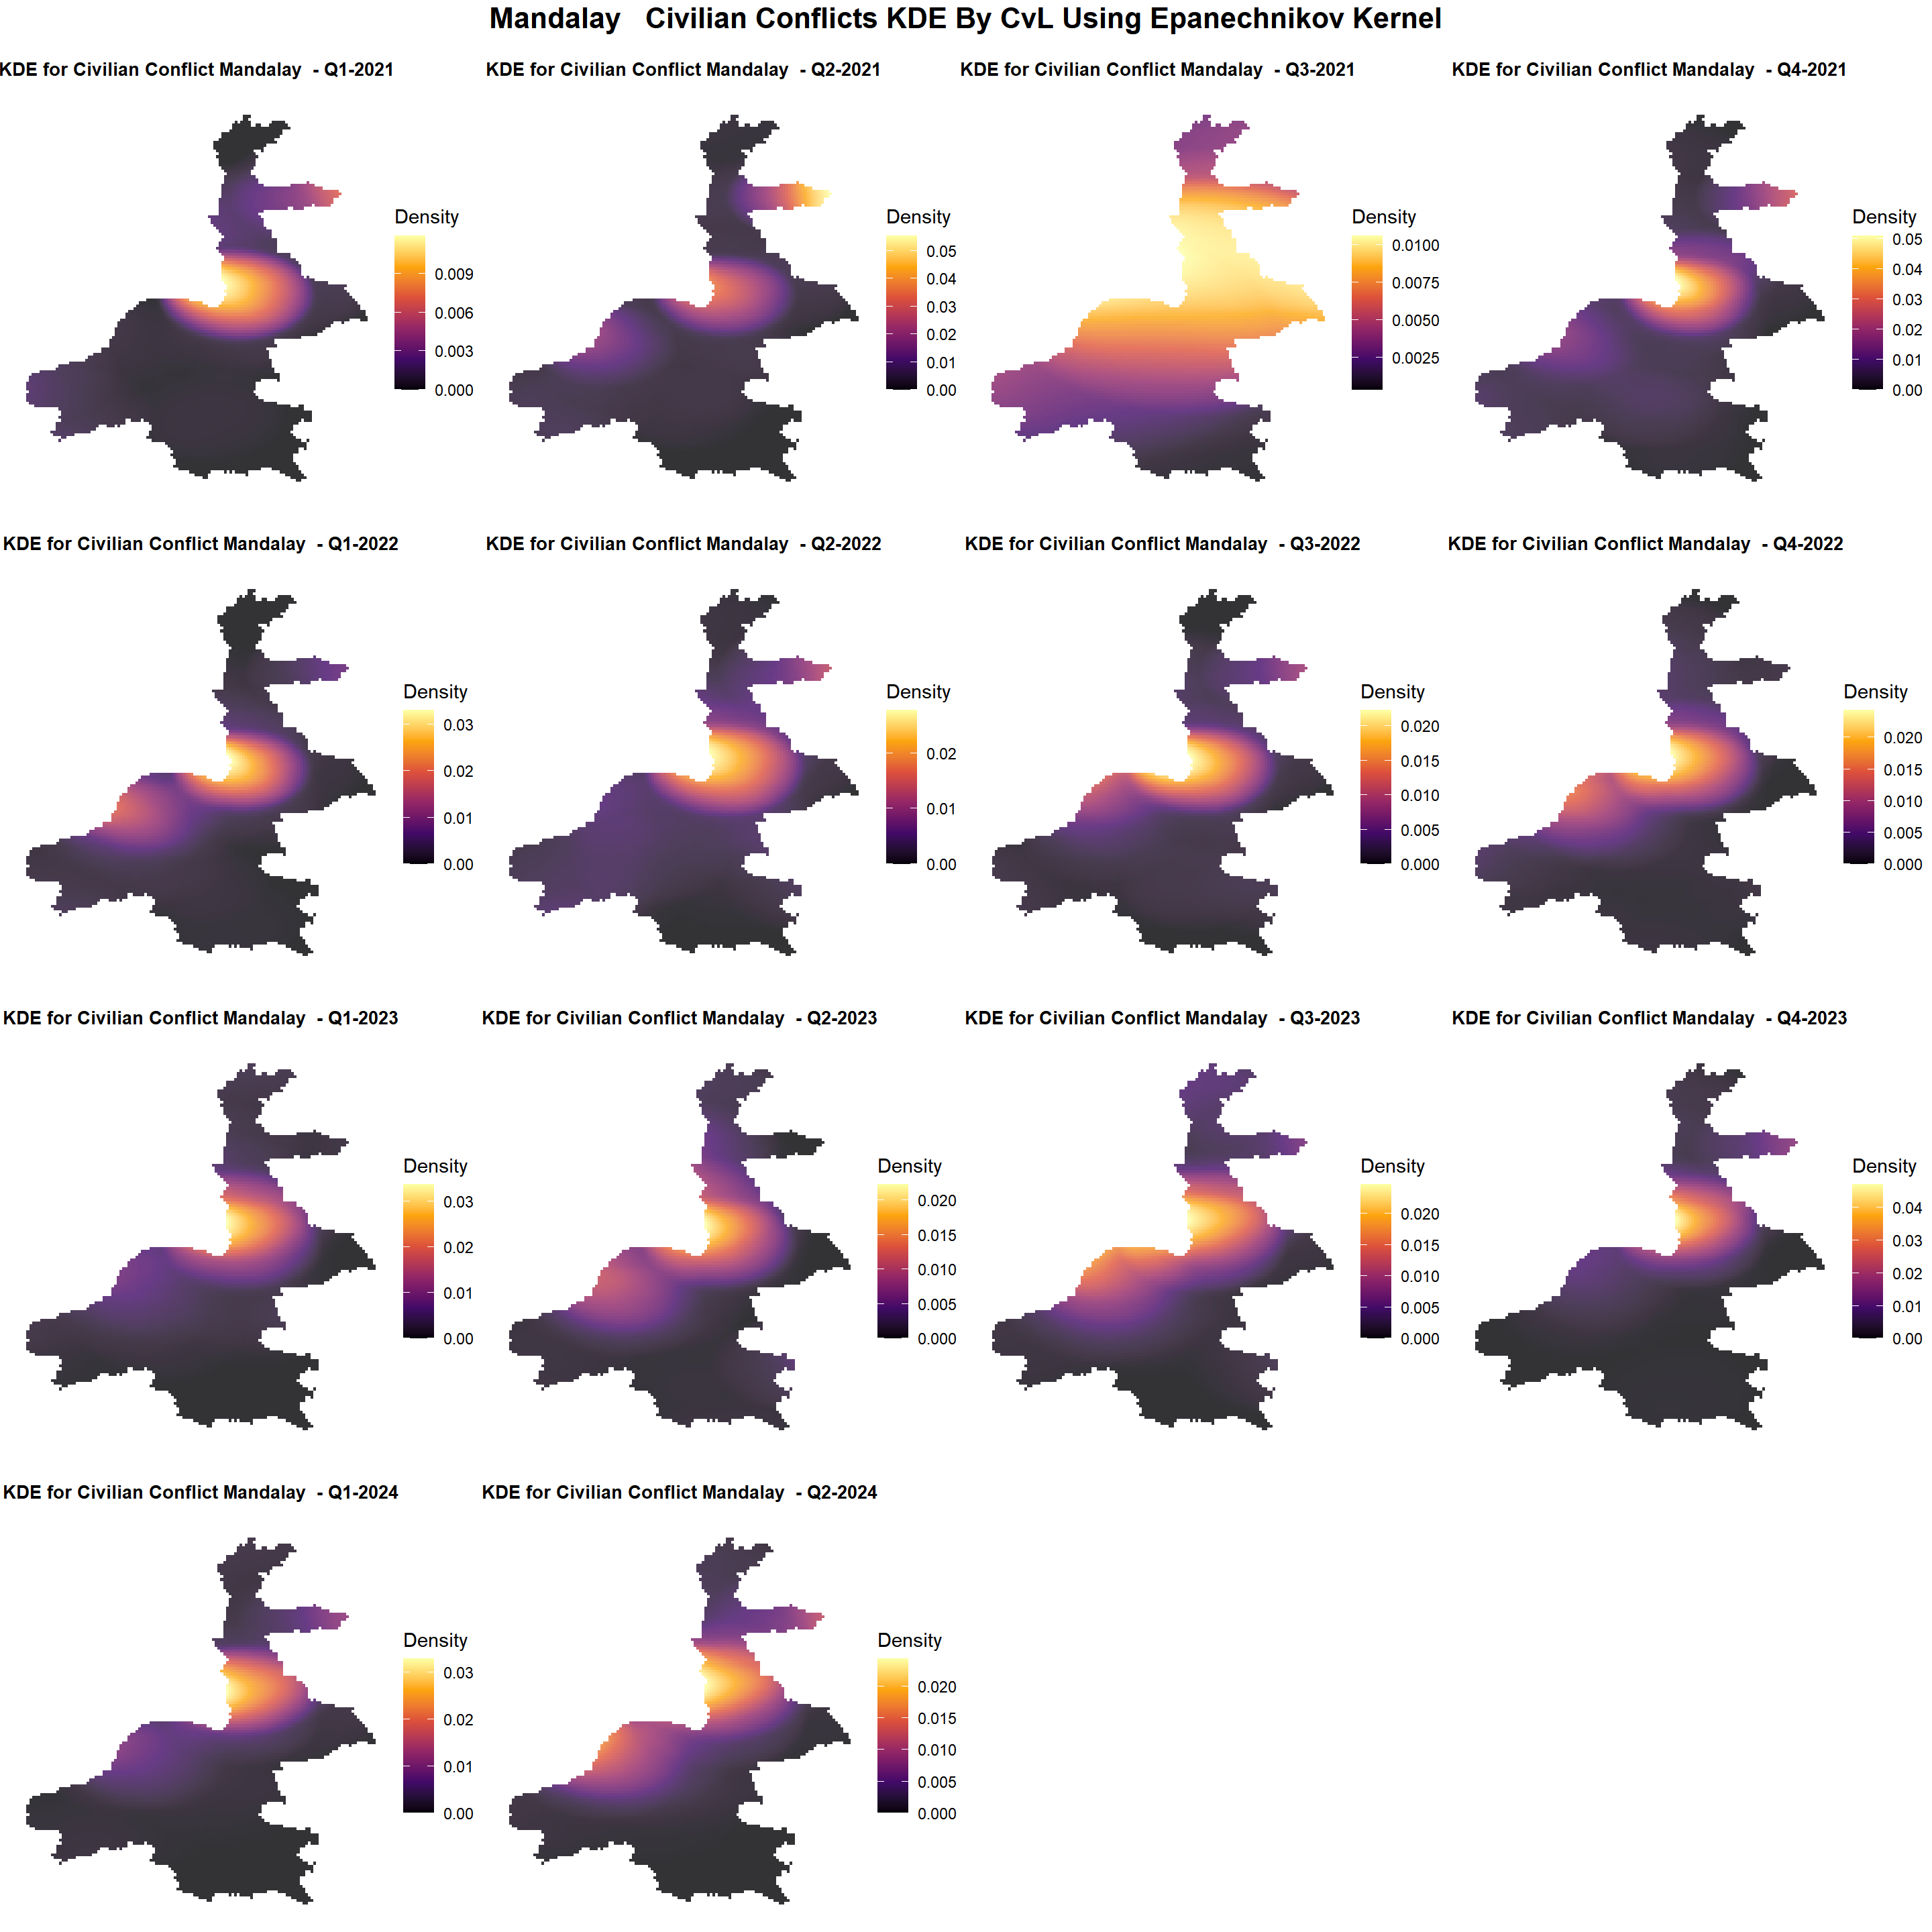 Mandalay   Civilian Conflicts KDE By CvL Using Epanechnikov Kernel
KDE for Civilian Conflict Mandalay  - Q1-2021
Density
0.009
0.006
0.003
0.000
KDE for Civilian Conflict Mandalay  - Q2-2021
Density
0.05
0.04
0.03
0.02
0.01
0.00
KDE for Civilian Conflict Mandalay  - Q3-2021
Density
0.0100
0.0075
0.0050
0.0025
KDE for Civilian Conflict Mandalay  - Q4-2021
Density
0.05
0.04
0.03
0.02
0.01
0.00
KDE for Civilian Conflict Mandalay  - Q1-2022
Density
0.03
0.02
0.01
0.00
KDE for Civilian Conflict Mandalay  - Q2-2022
Density
0.02
0.01
0.00
KDE for Civilian Conflict Mandalay  - Q3-2022
Density
0.020
0.015
0.010
0.005
0.000
KDE for Civilian Conflict Mandalay  - Q4-2022
Density
0.020
0.015
0.010
0.005
0.000
KDE for Civilian Conflict Mandalay  - Q1-2023
Density
0.03
0.02
0.01
0.00
KDE for Civilian Conflict Mandalay  - Q2-2023
Density
0.020
0.015
0.010
0.005
0.000
KDE for Civilian Conflict Mandalay  - Q3-2023
Density
0.020
0.015
0.010
0.005
0.000
KDE for Civilian Conflict Mandalay  - Q4-2023
Density
0.04
0.03
0.02
0.01
0.00
KDE for Civilian Conflict Mandalay  - Q1-2024
Density
0.03
0.02
0.01
0.00
KDE for Civilian Conflict Mandalay  - Q2-2024
Density
0.020
0.015
0.010
0.005
0.000